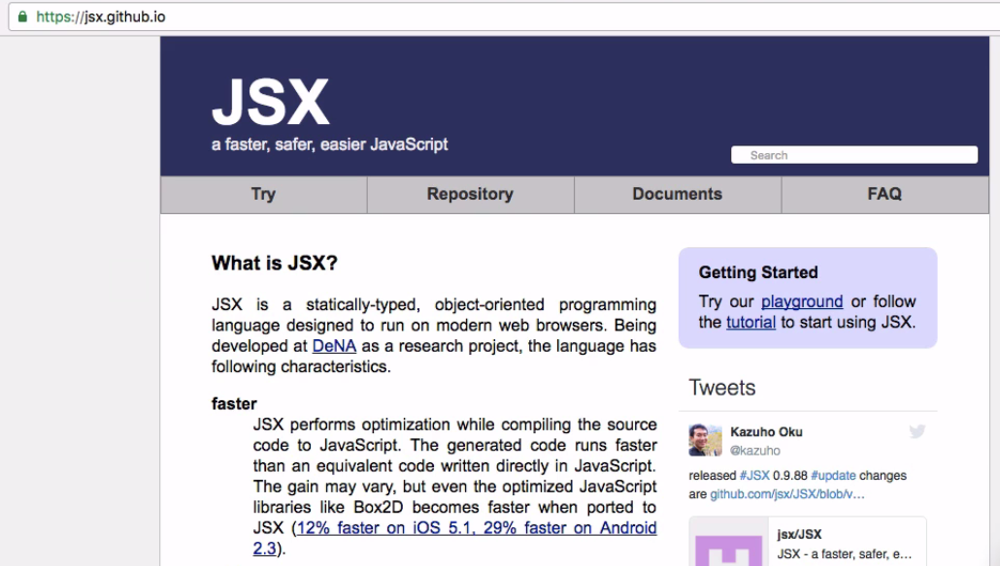 https://jsx.github.io
JSX
a faster, safer, easier JavaScript
Search
Try
Repository
Documents
FAQ
What is JSX?
JSX is a statically-typed, object-oriented programming
language designed to run on modern web browsers. Being
developed at DeNA as a research project, the language has
following characteristics.
faster
JSX performs optimization while compiling the source
code to JavaScript. The generated code runs faster
than an equivalent code written directly in JavaScript.
The gain may vary, but even the optimized JavaScript
libraries like Box2D becomes faster when ported to
JSX (12% faster on iOS 5.1, 29% faster on Android
2.3).
Getting Started
Try our playground or follow
the tutorial to start using JSX.
Tweets
Kazuho Oku
@kazuho
released #JSX 0.9.88 #update changes
are github.com/jsx/JSX/blob/v…
jsx/JSX
JSX - a faster, safer, e…